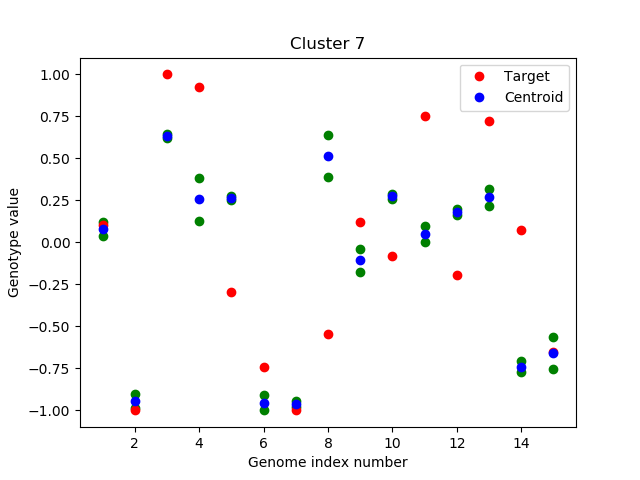 Cluster 7
Genotype value
1.00
0.75
0.50
0.25
0.00
−0.25
−0.50
−0.75
−1.00
Target
Centroid
2 4 6 8 10 12 14
Genome index number